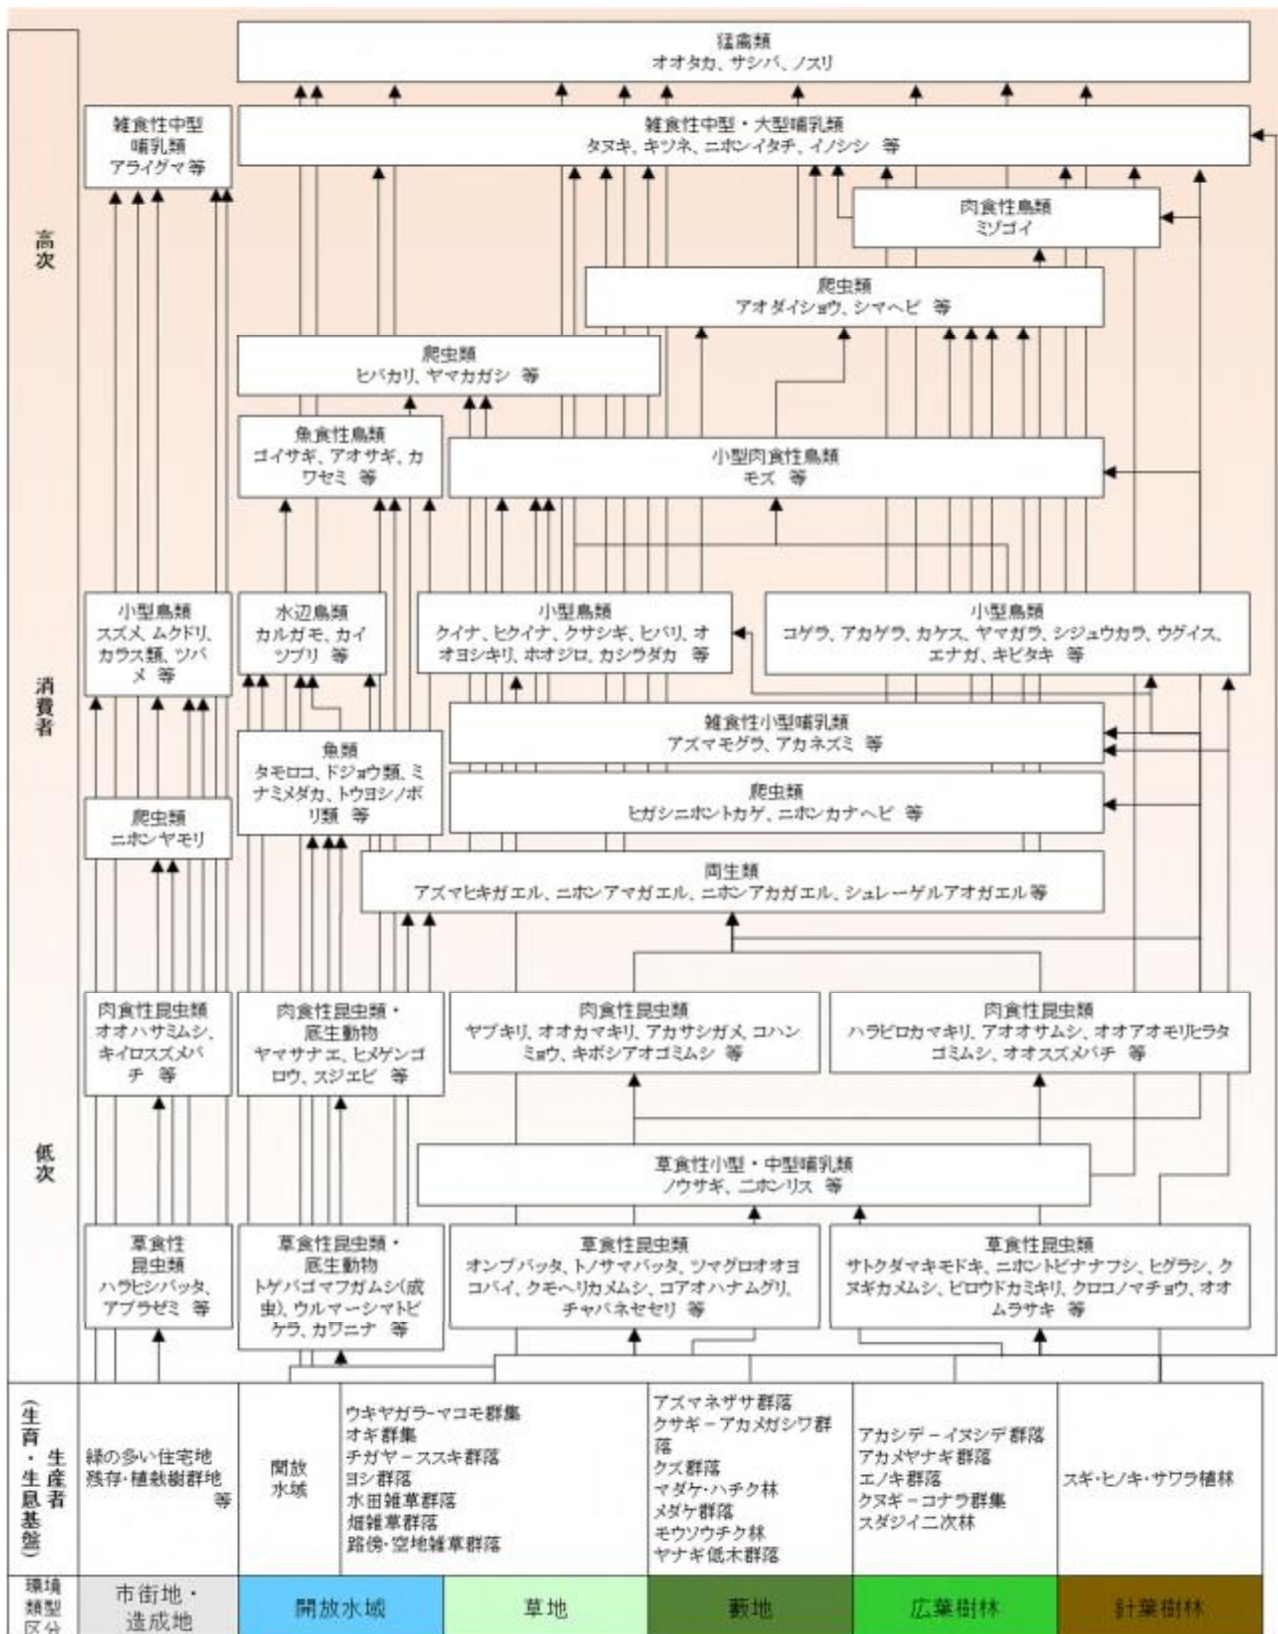 猛禽類
オオタカ、サシバ、ノスリ
雑食性中型
哺乳類
アライグマ等
雑食性中型・大型哺乳類
タヌキ、キツネ、ニホンイタチ、イノシシ 等
肉食性鳥類
ミゾゴイ
高次
爬虫類
アオダイショウ、シマヘビ 等
爬虫類
ヒバカリ、ヤマカガシ 等
魚食性鳥類
ゴイサギ、アオサギ、カ
ワセミ 等
小型肉食性鳥類
モズ 等
消費者
小型鳥類
スズメ、ムクドリ、
カラス類、ツバ
メ 等
水辺鳥類
カルガモ、カイ
ツブリ 等
小型鳥類
クイナ、ヒクイナ、クサシギ、ヒバリ、オ
オヨシキリ、ホオジロ、カシラダカ 等
小型鳥類
コゲラ、アカゲラ、カケス、ヤマガラ、シジュウカラ、ウグイス、
エナガ、キビタキ 等
雑食性小型哺乳類
アズマモグラ、アカネズミ 等
魚類
タモロコ、ドジョウ類、ミ
ナミメダカ、トウヨシノボ
リ類 等
爬虫類
ヒガシニホントカゲ、ニホンカナヘビ 等
爬虫類
ニホンヤモリ
両生類
アズマヒキガエル、ニホンアマガエル、ニホンアカガエル、シュレーゲルアオガエル等
肉食性昆虫類
オオハサミムシ、
キイロスズメバ
チ 等
肉食性昆虫類・
底生動物
ヤマサナエ、ヒメゲンゴ
ロウ、スジエビ 等
肉食性昆虫類
ヤブキリ、オオカマキリ、アカサシガメ、コハン
ミョウ、キボシアオゴミムシ 等
肉食性昆虫類
ハラビロカマキリ、アオオサムシ、オオアオモリヒラタ
ゴミムシ、オオスズメバチ 等
低次
草食性小型・中型哺乳類
ノウサギ、ニホンリス 等
草食性
昆虫類
ハラヒシバッタ、
アブラゼミ 等
草食性昆虫類・
底生動物
トゲバゴマフガムシ(成
虫)、ウルマーシマトビ
ケラ、カワニナ 等
草食性昆虫類
オンブバッタ、トノサマバッタ、ツマグロオオヨ
コバイ、クモヘリカメムシ、コアオハナムグリ、
チャバネセセリ 等
草食性昆虫類
サトクダマキモドキ、ニホントビナナフシ、ヒグラシ、ク
ヌギカメムシ、ビロウドカミキリ、クロコノマチョウ、オオ
ムラサキ 等
生産者
(生育・生息基盤)
緑の多い住宅地
残存・植栽樹群地
等
開放
水域
ウキヤガラーマコモ群集
オギ群集
チガヤーススキ群落
ヨシ群落
水田雑草群落
畑雑草群落
路傍・空地雑草群落
アズマネザサ群落
クサギーアカメガシワ群
落
クズ群落
マダケ・ハチク林
メダケ群落
モウソウチク林
ヤナギ低木群落
アカシデーイヌシデ群落
アカメヤナギ群落
エノキ群落
クヌギーコナラ群集
スダジイ二次林
スギ・ヒノキ・サワラ植林
環境
類型
区分
市街地・
造成地
開放水域
草地
藪地
広葉樹林
針葉樹林